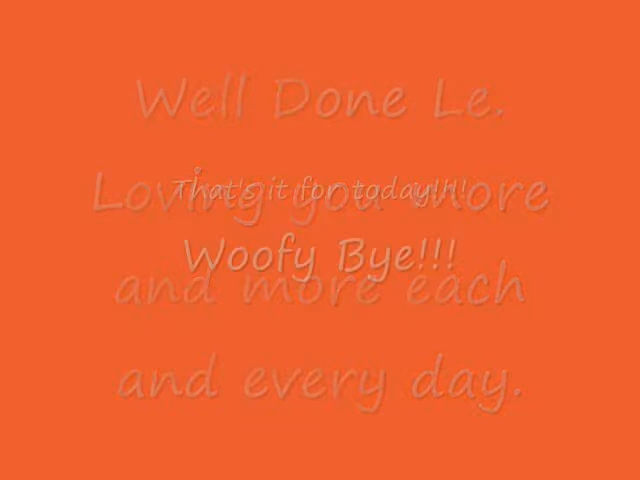 Well Done Le.
Loving you more
and more each
and every day.
That's it for today!!!!
Woofy Bye!!!